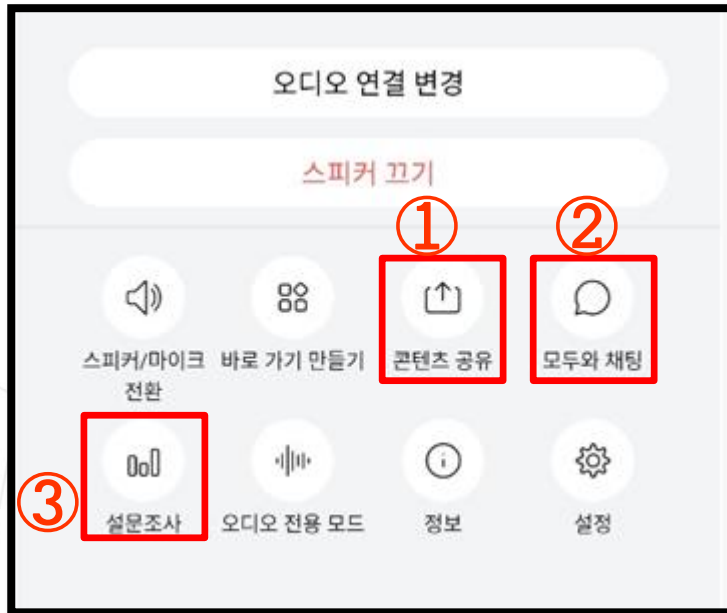 오디오 연결 변경
스피커 끄기
① ②
스피커/마이크 바로 가기 만들기 콘텐츠 공유 모두와 채팅
전환
③
설문조사 오디오 전용 모드 정보 설정